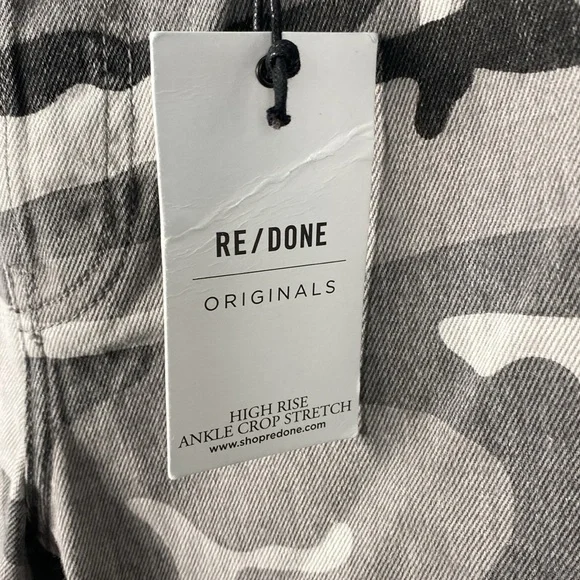 RE/DONE
ORIGINALS
HIGH RISE
ANKLE CROP STRETCH
www.shopredone.com